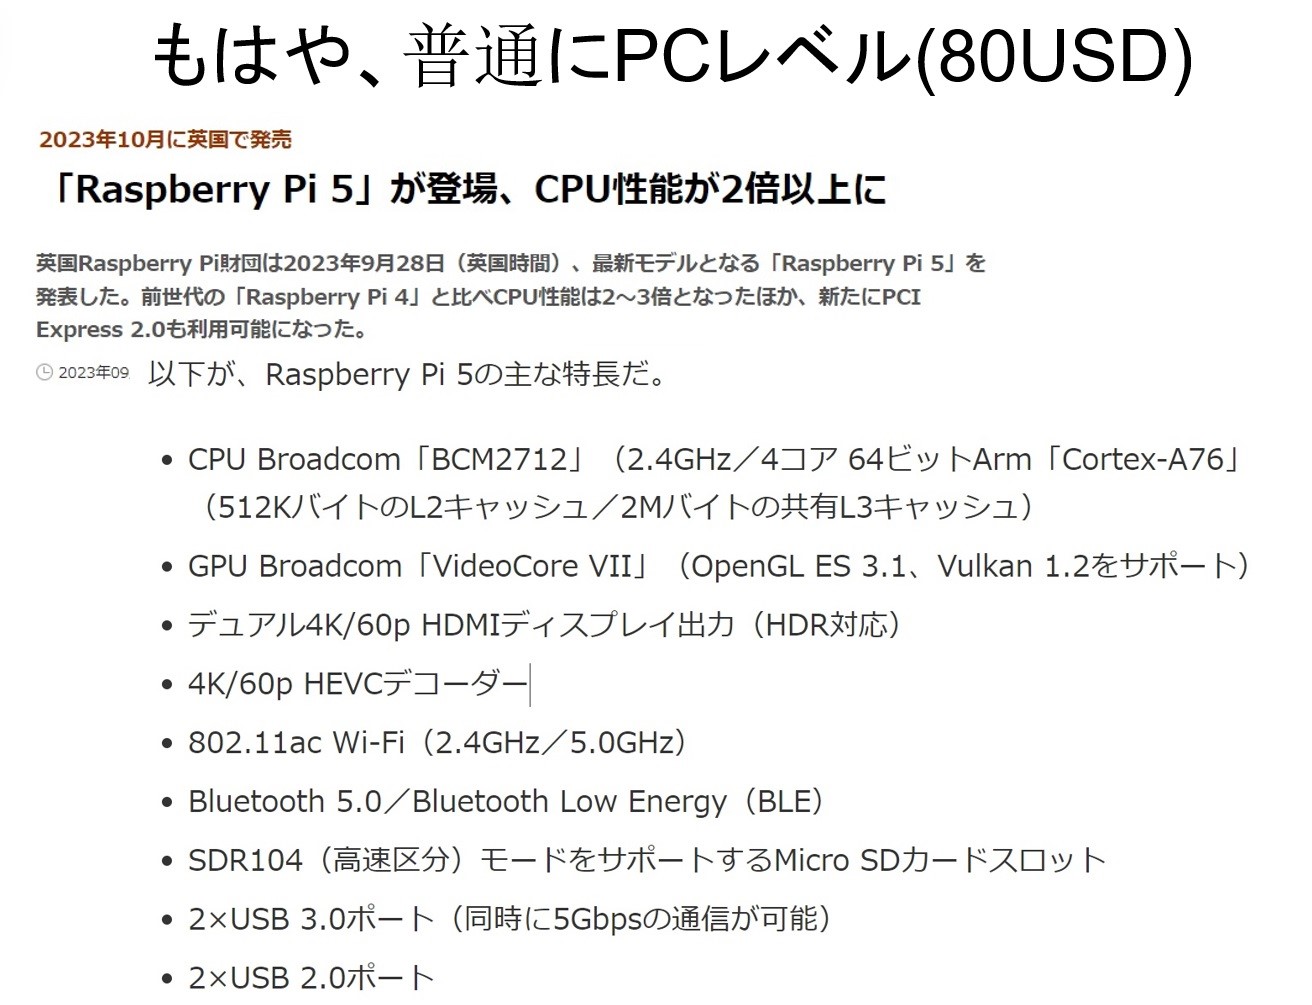 もはや、普通にPCレベル(80USD)
2023年10月に英国で発売
「Raspberry Pi 5」が登場、CPU性能が2倍以上に
英国Raspberry Pi財団は2023年9月28日（英国時間）、最新モデルとなる「Raspberry Pi 5」を
発表した。前世代の「Raspberry Pi 4」と比べCPU性能は2～3倍となったほか、新たにPCI
Express 2.0も利用可能になった。
2023年09
以下が、Raspberry Pi 5の主な特長だ。
• CPU Broadcom「BCM2712」（2.4GHz／4コア 64ビットArm「Cortex-A76」
（512KバイトのL2キャッシュ／2Mバイトの共有L3キャッシュ）
• GPU Broadcom「VideoCore VII」（OpenGL ES 3.1、Vulkan 1.2をサポート）
• デュアル4K/60p HDMIディスプレイ出力（HDR対応）
• 4K/60p HEVCデコーダー
• 802.11ac Wi-Fi（2.4GHz／5.0GHz）
• Bluetooth 5.0／Bluetooth Low Energy（BLE）
• SDR104（高速区分）モードをサポートするMicro SDカードスロット
• 2×USB 3.0ポート（同時に5Gbpsの通信が可能）
• 2×USB 2.0ポート